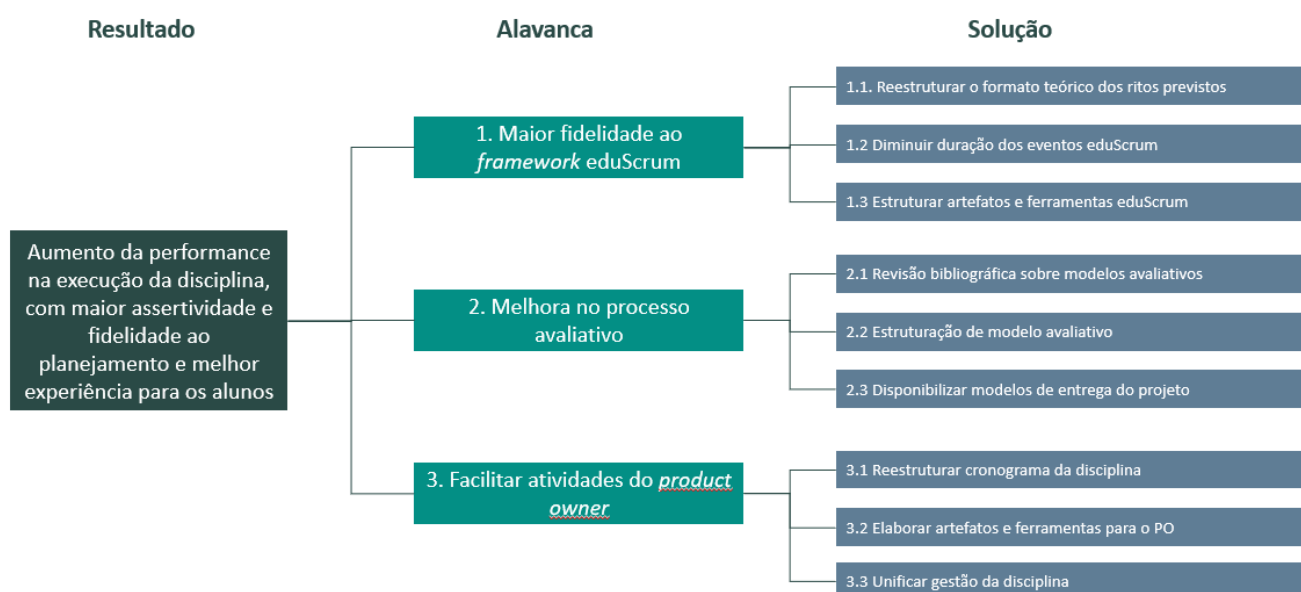 Resultado
Alavanca
Solução
Aumento da performance
na execução da disciplina,
com maior assertividade e
fidelidade ao
planejamento e melhor
experiência para os alunos
1. Maior fidelidade ao
framework eduScrum
1.1. Reestruturar o formato teórico dos ritos previstos
1.2 Diminuir duração dos eventos eduScrum
1.3 Estruturar artefatos e ferramentas eduScrum
2. Melhora no processo
avaliativo
2.1 Revisão bibliográfica sobre modelos avaliativos
2.2 Estruturação de modelo avaliativo
2.3 Disponibilizar modelos de entrega do projeto
3. Facilitar atividades do product
owner
3.1 Reestruturar cronograma da disciplina
3.2 Elaborar artefatos e ferramentas para o PO
3.3 Unificar gestão da disciplina